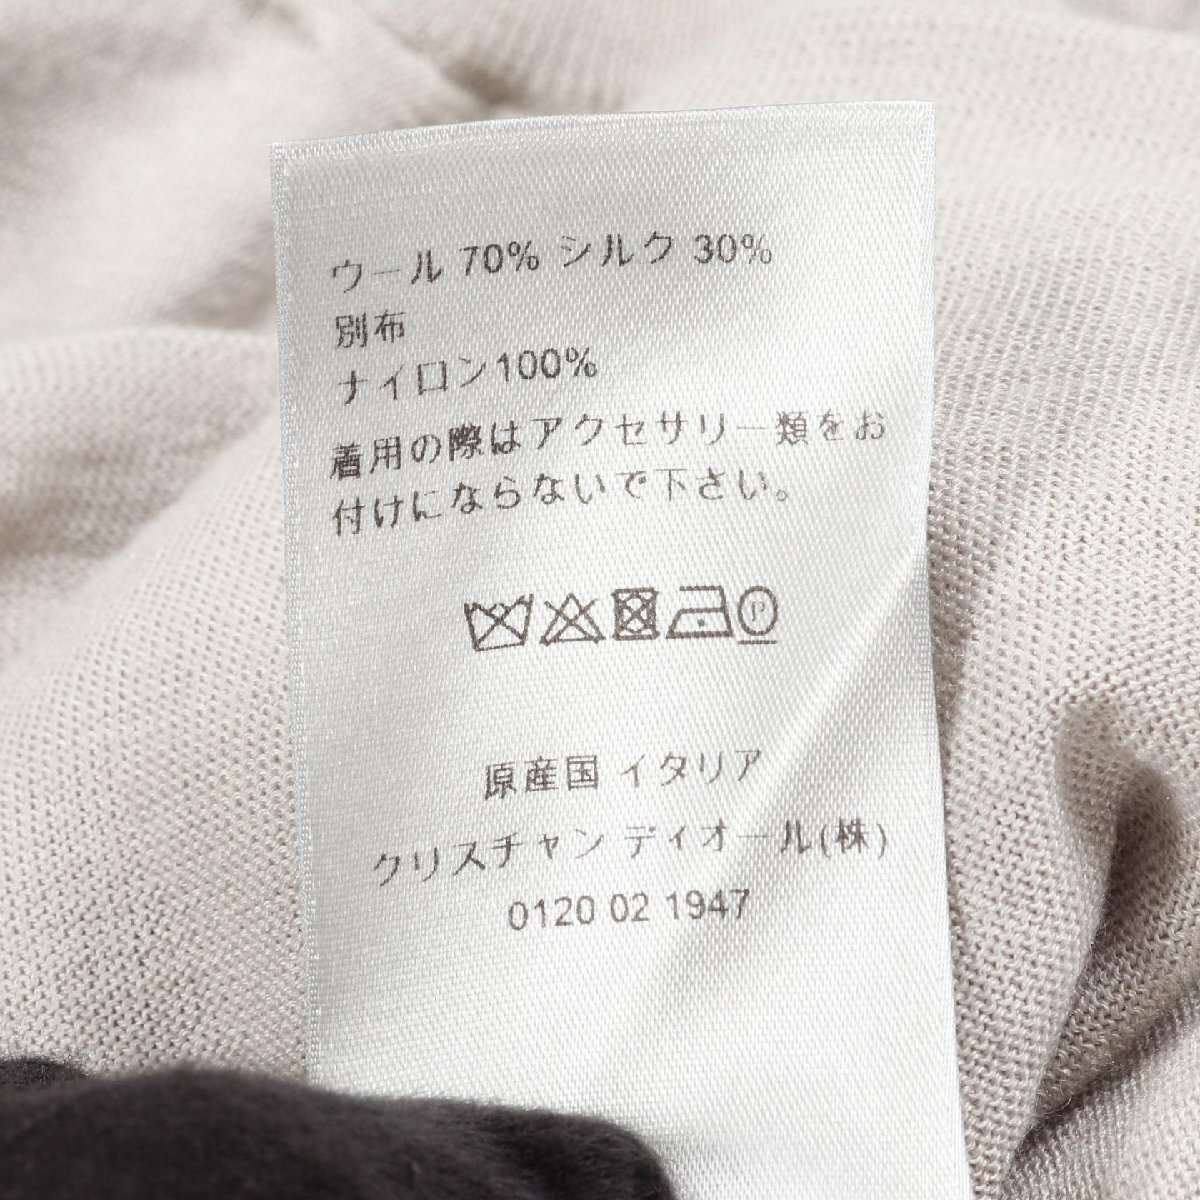 ウール 70% シルク 30%
別布
ナイロン100%
着用の際はアクセサリー類をお
付けにならないで下さい。
P
原産国 イタリア
クリスチャン ディオール(株)
0120 02 1947